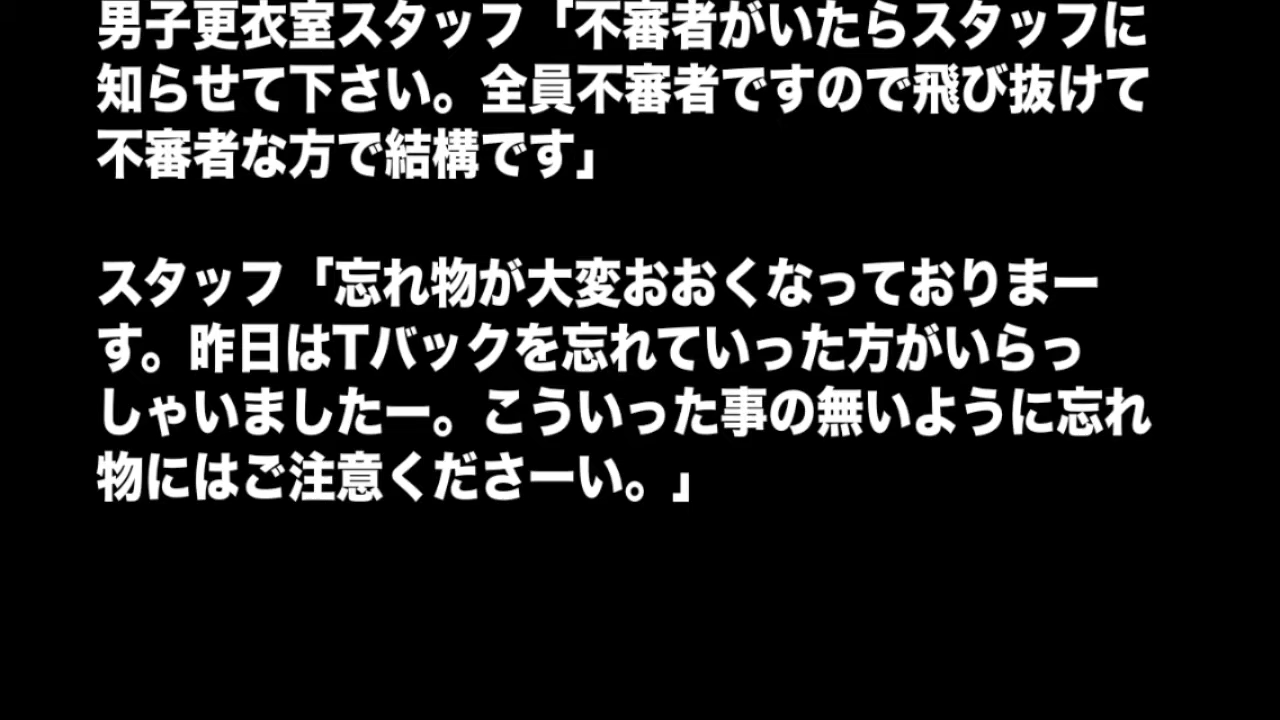 男子更衣室スタッフ「不審者がいたらスタッフに
知らせて下さい。全員不審者ですので飛び抜けて
不審者な方で結構です」
スタッフ「忘れ物が大変おおくなっておりまー
す。昨日はTバックを忘れていった方がいらっ
しゃいましたー。こういった事の無いように忘れ
物にはご注意くださーい。」